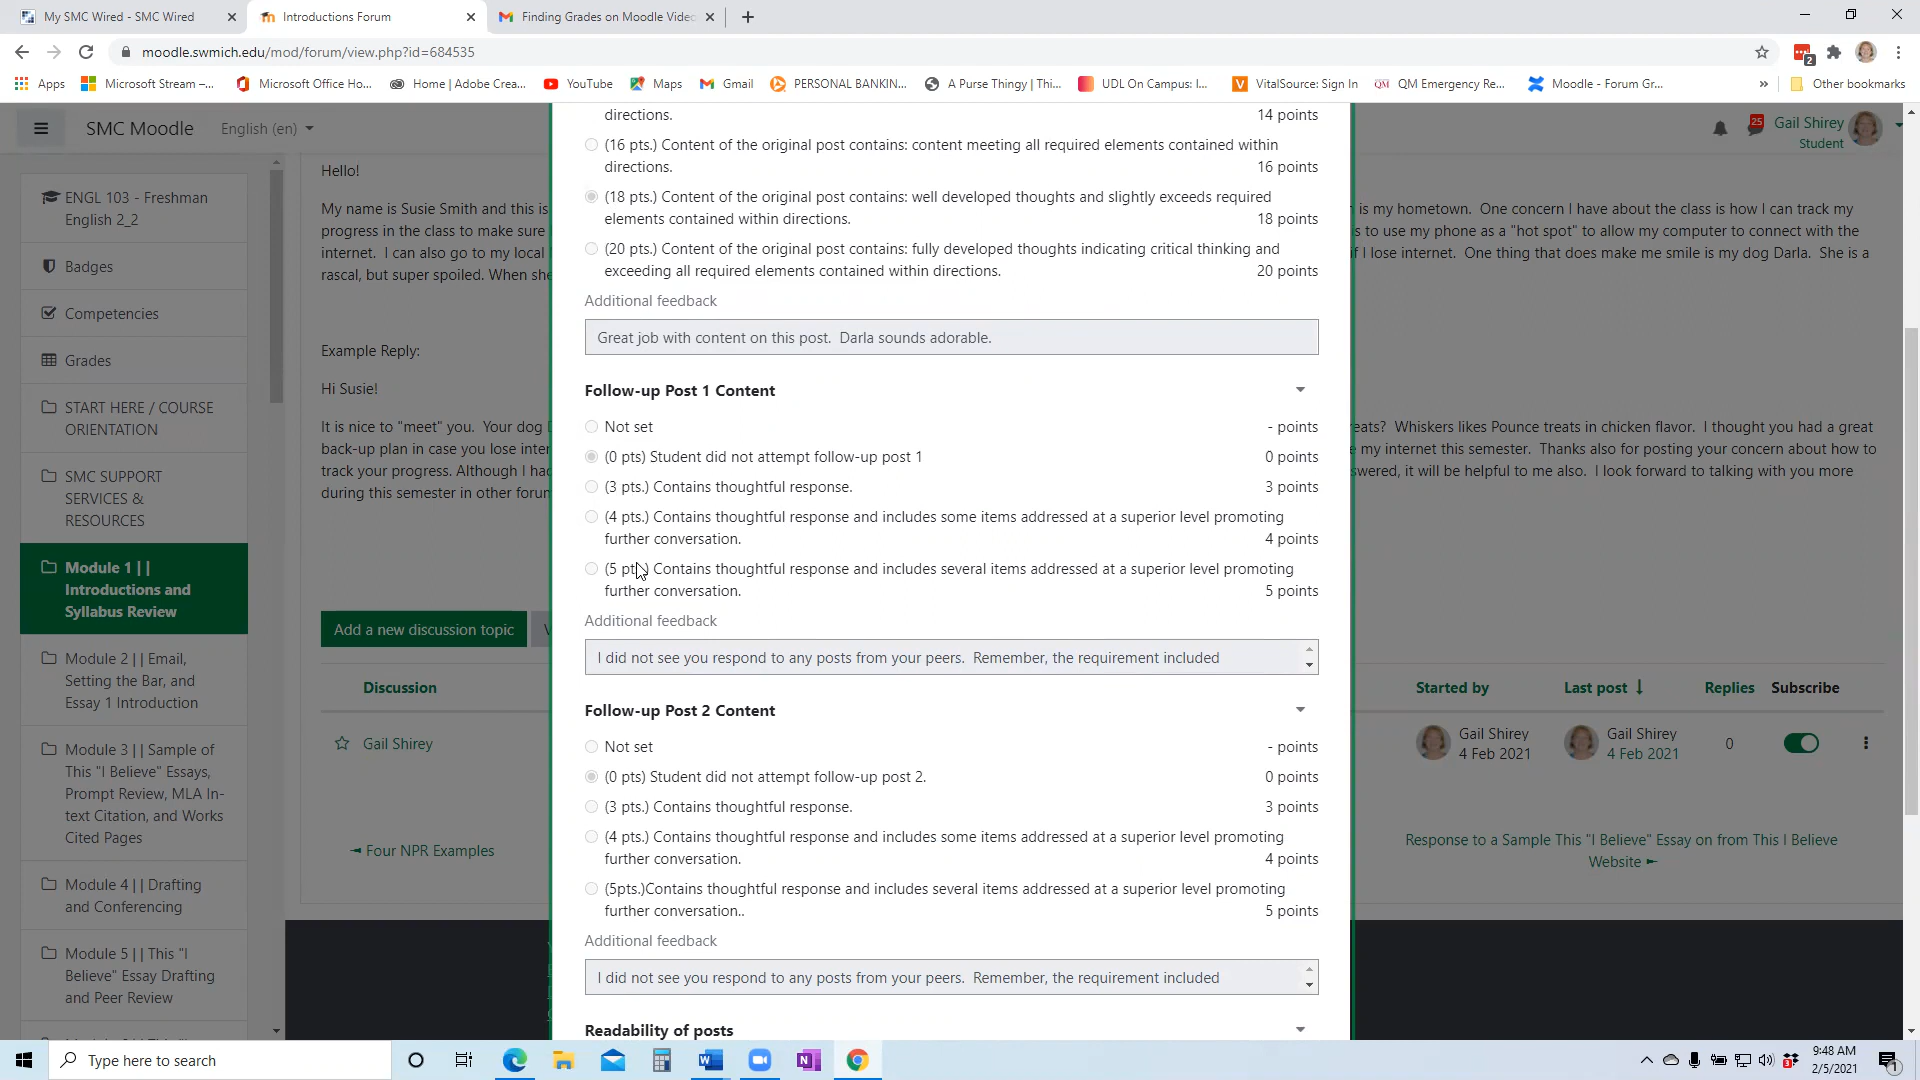 My SMC Wired - SMC Wired
Introductions Forum
Finding Grades on Moodle Vide
moodle.swmich.edu/mod/forum/view.php?id=684535
2
Apps
Microsoft Stream –...
Microsoft Office Ho...
Home | Adobe Crea...
YouTube
Maps
Gmail
PERSONAL BANKIN...
A Purse Thingy | Thi...
UDL On Campus: I...
VitalSource: Sign In
QM Emergency Re...
Moodle - Forum Gr...
»
Other bookmarks
SMC Moodle
English (en)
25
Gail Shirey
Student
ENGL 103 - Freshman
English 2_2
Badges
Competencies
Grades
START HERE / COURSE
ORIENTATION
SMC SUPPORT
SERVICES &
RESOURCES
Module 1 | |
Introductions and
Syllabus Review
Module 2 | | Email,
Setting the Bar, and
Essay 1 Introduction
Module 3 | | Sample of
This "I Believe" Essays,
Prompt Review, MLA In-
text Citation, and Works
Cited Pages
Module 4 | | Drafting
and Conferencing
Module 5 | | This "I
Believe" Essay Drafting
and Peer Review
Hello!
My name is Susie Smith and this is
progress in the class to make sure
internet. I can also go to my local
rascal, but super spoiled. When she
is my hometown. One concern I have about the class is how I can track my
is to use my phone as a "hot spot" to allow my computer to connect with the
if I lose internet. One thing that does make me smile is my dog Darla. She is a
Example Reply:
Hi Susie!
It is nice to "meet" you. Your dog
back-up plan in case you lose inter
track your progress. Although I had
during this semester in other forum
eats? Whiskers likes Pounce treats in chicken flavor. I thought you had a great
e my internet this semester. Thanks also for posting your concern about how to
swered, it will be helpful to me also. I look forward to talking with you more
Add a new discussion topic
Discussion
Started by
Last post ↓
Replies
Subscribe
Gail Shirey
Gail Shirey
4 Feb 2021
Gail Shirey
4 Feb 2021
0
◄ Four NPR Examples
Response to a Sample This "I Believe" Essay on from This I Believe
Website ►
directions.
14 points
(16 pts.) Content of the original post contains: content meeting all required elements contained within
directions.
16 points
(18 pts.) Content of the original post contains: well developed thoughts and slightly exceeds required
elements contained within directions.
18 points
(20 pts.) Content of the original post contains: fully developed thoughts indicating critical thinking and
exceeding all required elements contained within directions.
20 points
Additional feedback
Great job with content on this post. Darla sounds adorable.
Follow-up Post 1 Content
Not set
- points
(0 pts) Student did not attempt follow-up post 1
0 points
(3 pts.) Contains thoughtful response.
3 points
(4 pts.) Contains thoughtful response and includes some items addressed at a superior level promoting
further conversation.
4 points
(5 pts.) Contains thoughtful response and includes several items addressed at a superior level promoting
further conversation.
5 points
Additional feedback
I did not see you respond to any posts from your peers. Remember, the requirement included
Follow-up Post 2 Content
Not set
- points
(0 pts) Student did not attempt follow-up post 2.
0 points
(3 pts.) Contains thoughtful response.
3 points
(4 pts.) Contains thoughtful response and includes some items addressed at a superior level promoting
further conversation.
4 points
(5pts.)Contains thoughtful response and includes several items addressed at a superior level promoting
further conversation..
5 points
Additional feedback
I did not see you respond to any posts from your peers. Remember, the requirement included
Readability of posts
Type here to search
9:48 AM
2/5/2021
1